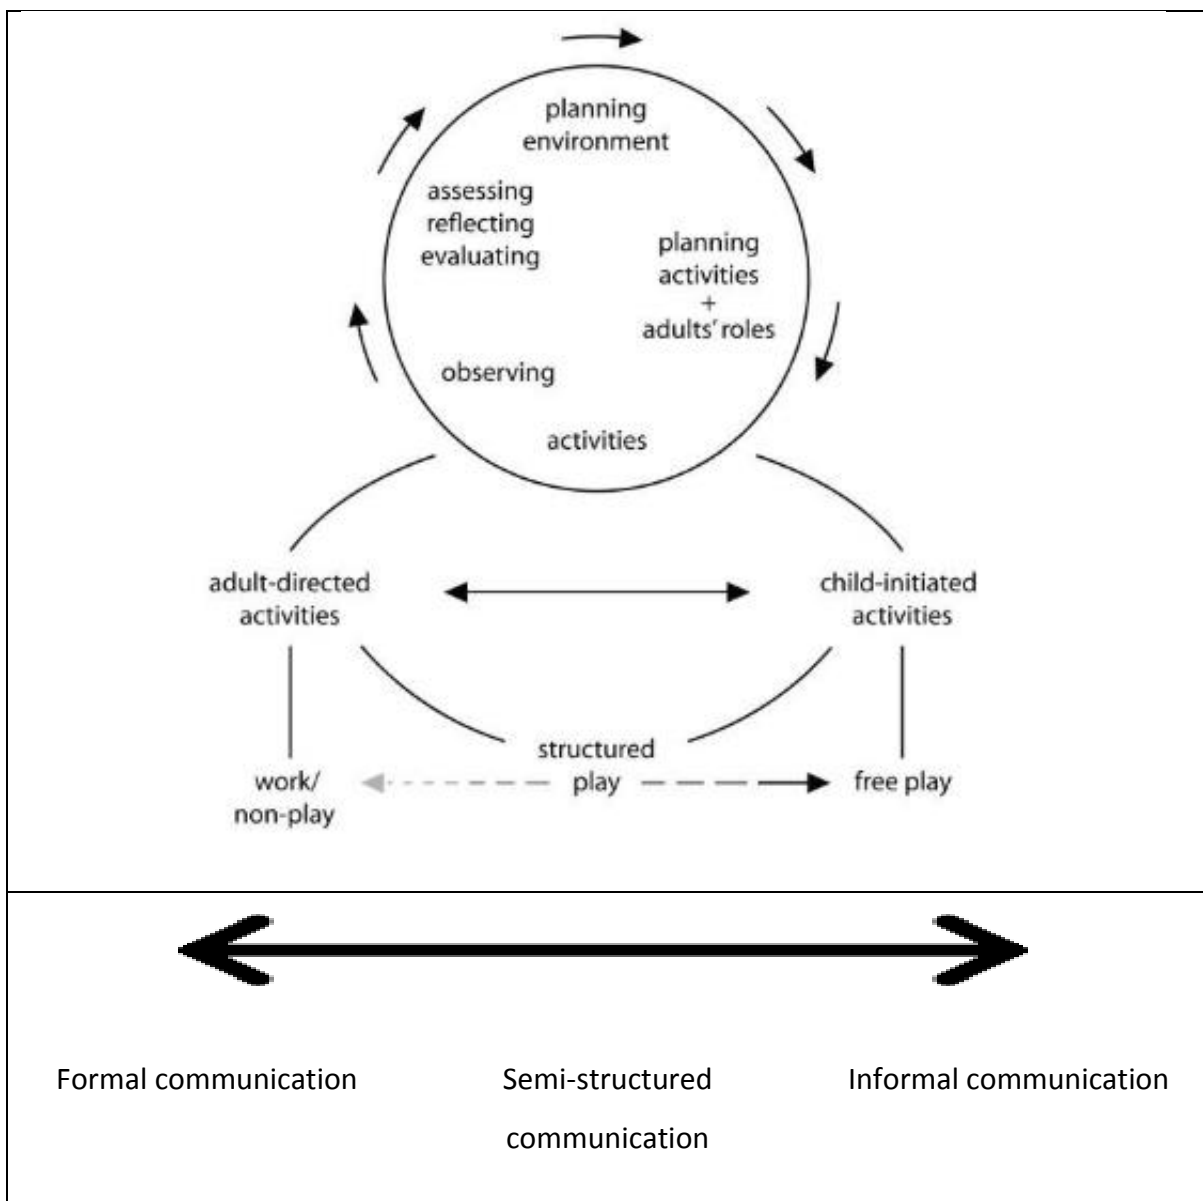 planning
environment
assessing
reflecting
evaluating
planning
activities
+
adults' roles
observing
activities
adult-directed
activities
child-initiated
activities
structured
play
work/
non-play
free play
Formal communication
Semi-structured
communication
Informal communication